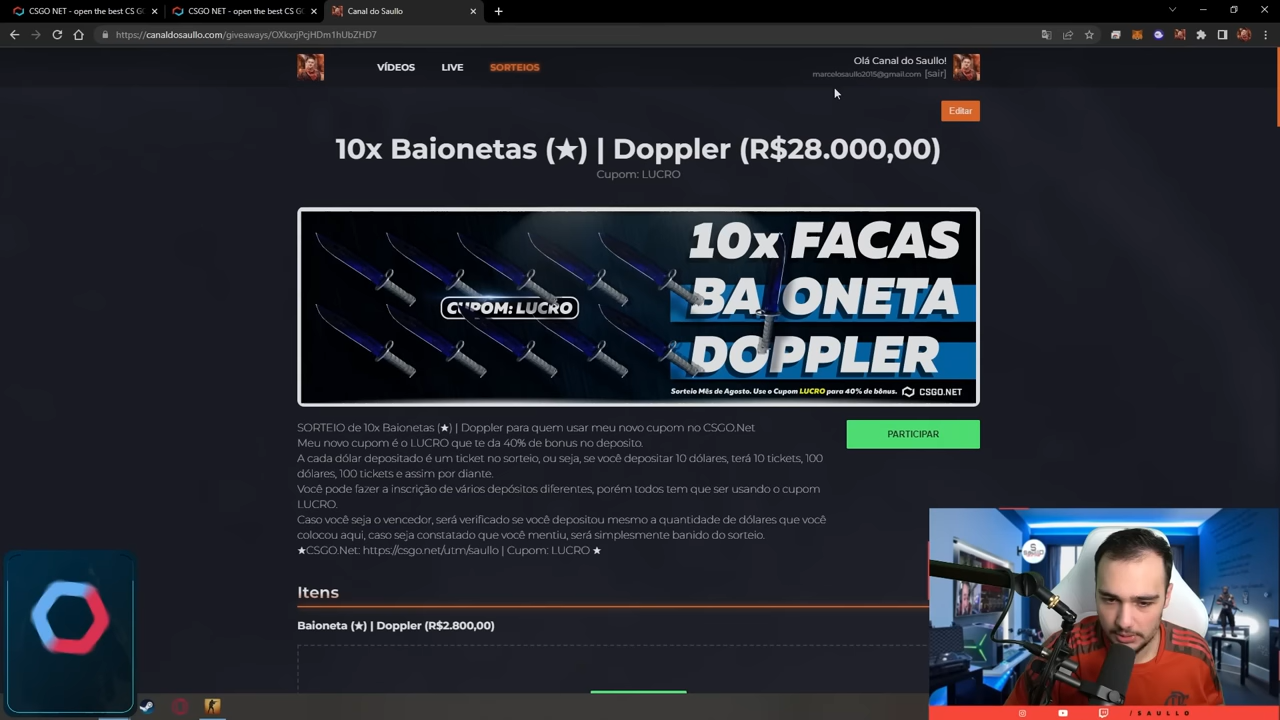 CSGO NET - open the best CS GO
CSGO NET - open the best CS GO
Canal do Saullo
https://canaldosaullo.com/giveaways/OXkxrjPcjHDm1hUbZHD7
VÍDEOS
LIVE
SORTEIOS
Olá Canal do Saullo!
marcelosaullo2015@gmail.com [sair]
Editar
10x Baionetas (★) | Doppler (R$28.000,00)
Cupom: LUCRO
CUPOM: LUCRO
10x FACAS
BAIONETA
DOPPLER
Sorteio Mês de Agosto. Use o Cupom LUCRO para 40% de bônus.
CSGO.NET
SORTEIO de 10x Baionetas (★) | Doppler para quem usar meu novo cupom no CSGO.Net
Meu novo cupom é o LUCRO que te da 40% de bonus no deposito.
A cada dólar depositado é um ticket no sorteio, ou seja, se você depositar 10 dólares, terá 10 tickets, 100
dólares, 100 tickets e assim por diante.
Você pode fazer a inscrição de vários depósitos diferentes, porém todos tem que ser usando o cupom
LUCRO.
Caso você seja o vencedor, será verificado se você depositou mesmo a quantidade de dólares que você
colocou aqui, caso seja constatado que você mentiu, será simplesmente banido do sorteio.
★CSGO.Net: https://csgo.net/utm/saullo | Cupom: LUCRO ★
PARTICIPAR
Itens
Baioneta (★) | Doppler (R$2.800,00)
/SAULLO